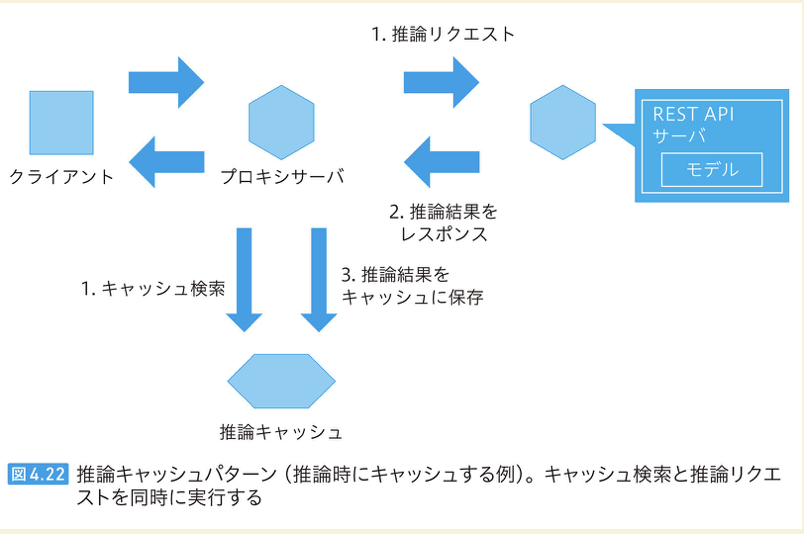 1. 推論リクエスト
REST API
サーバ
モデル
クライアント
プロキシサーバ
2. 推論結果を
レスポンス
1. キャッシュ検索
3. 推論結果を
キャッシュに保存
推論キャッシュ
図4.22 推論キャッシュパターン（推論時にキャッシュする例）。キャッシュ検索と推論リクエ
ストを同時に実行する